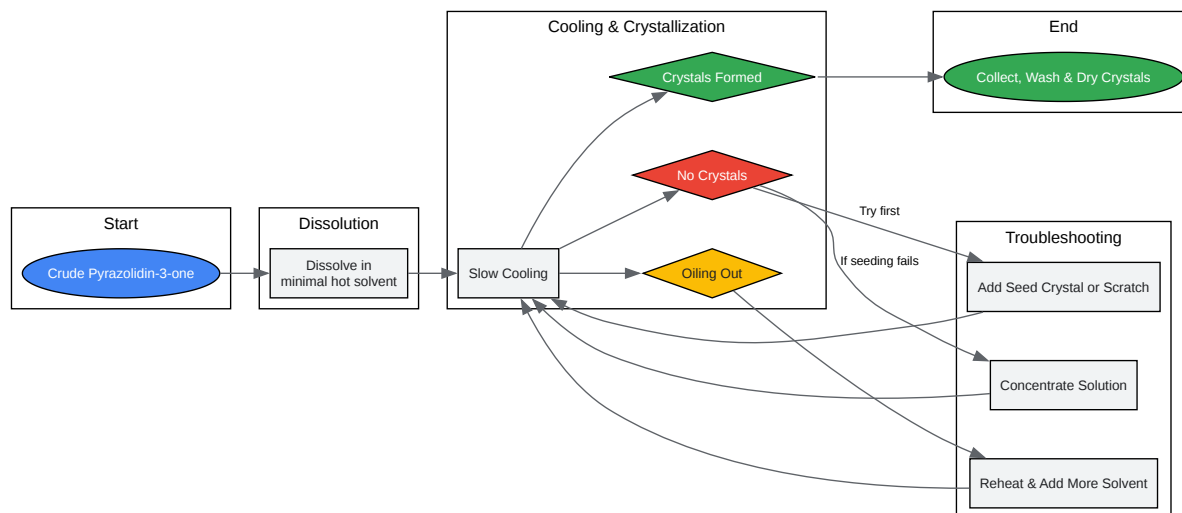 Start
Crude Pyrazolidin-3-one
Dissolution
Dissolve in
minimal hot solvent
Cooling & Crystallization
Crystals Formed
No Crystals
Slow Cooling
Oiling Out
End
Collect, Wash & Dry Crystals
Try first
If seeding fails
Troubleshooting
Add Seed Crystal or Scratch
Concentrate Solution
Reheat & Add More Solvent